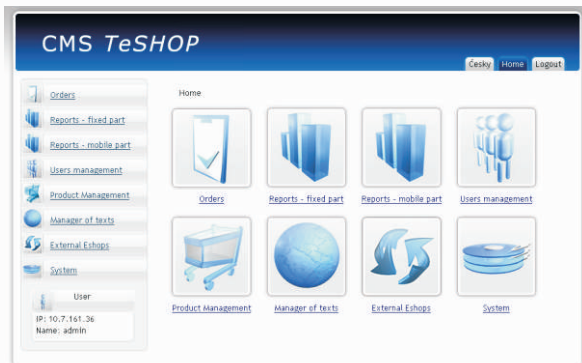 CMS TeSHOP
Česky Home Logout
Orders
Reports - fixed part
Reports - mobile part
Users management
Product Management
Manager of texts
External Eshops
System
User
IP: 10.7.161.36
Name: admin
Home
Orders Reports - fixed part Reports - mobile part Users management
Product Management Manager of texts External Eshops System